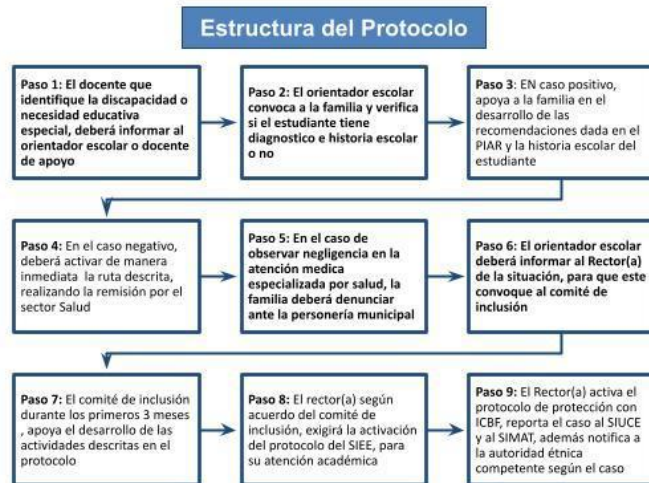 Estructura del Protocolo
Paso 1: El docente que
identifique la discapacidad o
necesidad educativa
especial, deberá informar al
orientador escolar o docente
de apoyo
Paso 2: El orientador escolar
convoca a la familia y verifica
si el estudiante tiene
diagnostico e historia escolar
o no
Paso 3: EN caso positivo,
apoya a la familia en el
desarrollo de las
recomendaciones dada en el
PIAR y la historia escolar del
estudiante
Paso 4: En el caso negativo,
deberá activar de manera
inmediata la ruta descrita,
realizando la remisión por el
sector Salud
Paso 5: En el caso de
observar negligencia en la
atención medica
especializada por salud, la
familia deberá denunciar
ante la personería municipal
Paso 6: El orientador escolar
deberá informar al Rector(a)
de la situación, para que este
convoque al comité de
inclusión
Paso 7: El comité de inclusión
durante los primeros 3 meses
, apoya el desarrollo de las
actividades descritas en el
protocolo
Paso 8: El rector(a) según
acuerdo del comité de
inclusión, exigirá la
activación del protocolo del
SIEE, para
su atención académica
Paso 9: El Rector(a) activa el
protocolo de protección con
ICBF, reporta el caso al SIUCE
y al SIMAT, además notifica a
la autoridad étnica
competente según el caso